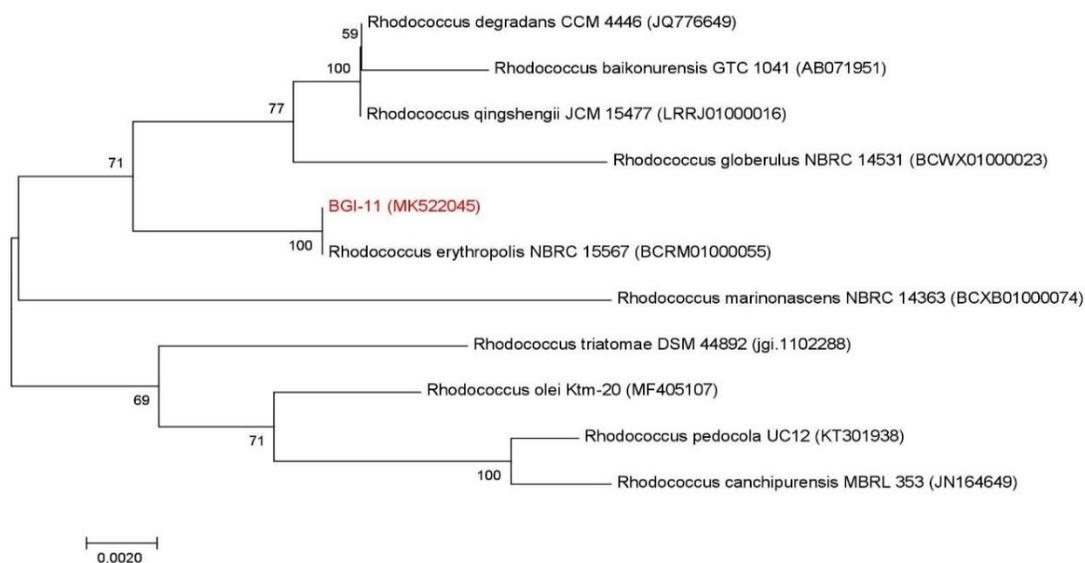 Rhodococcus degradans CCM 4446 (JQ776649)
59
100
Rhodococcus baikonurensis GTC 1041 (AB071951)
77
Rhodococcus qingshengii JCM 15477 (LRRJ01000016)
71
Rhodococcus globerulus NBRC 14531 (BCWX01000023)
BGI-11 (MK522045)
100
Rhodococcus erythropolis NBRC 15567 (BCRM01000055)
Rhodococcus marinonascens NBRC 14363 (BCXB01000074)
Rhodococcus triatomae DSM 44892 (jgi.1102288)
69
Rhodococcus olei Ktm-20 (MF405107)
71
Rhodococcus pedocola UC12 (KT301938)
100
Rhodococcus canchipurensis MBRL 353 (JN164649)
0.0020